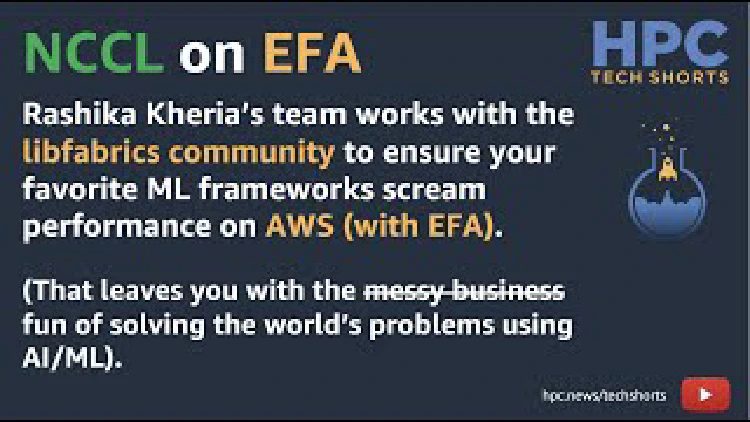 NCCL on EFA
HPC
TECH SHORTS
Rashika Kheria's team works with the
libfabrics community to ensure your
favorite ML frameworks scream
performance on AWS (with EFA).
(That leaves you with the messy business
fun of solving the world's problems using
AI/ML).
hpc.news/techshorts